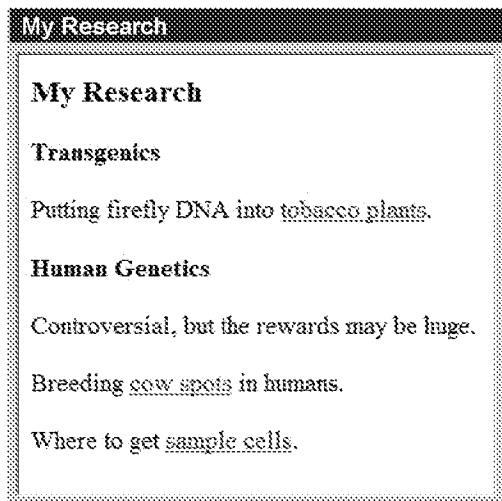 My Research
My Research
Transgenics
Putting firefly DNA into tobacco plants.
Human Genetics
Controversial, but the rewards may be huge.
Breeding cow spots in humans.
Where to get sample cells.